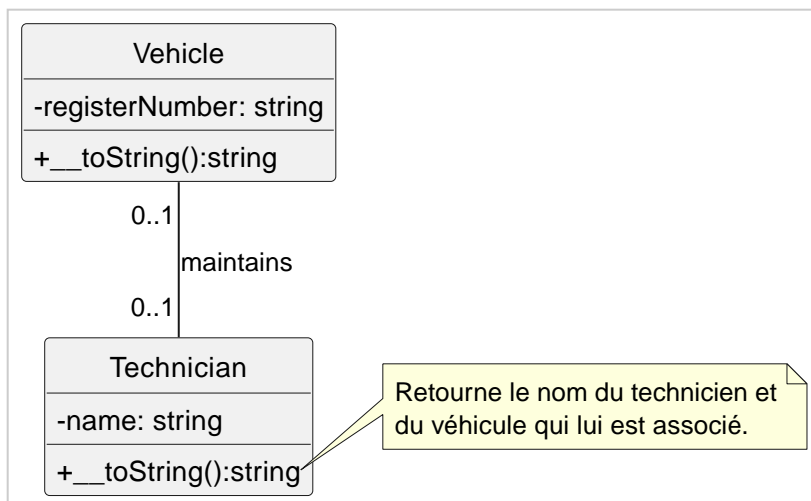 Vehicle
-registerNumber: string
+__toString():string
0..1
maintains
0..1
Technician
-name: string
+__toString():string
Retourne le nom du technicien et
du véhicule qui lui est associé.